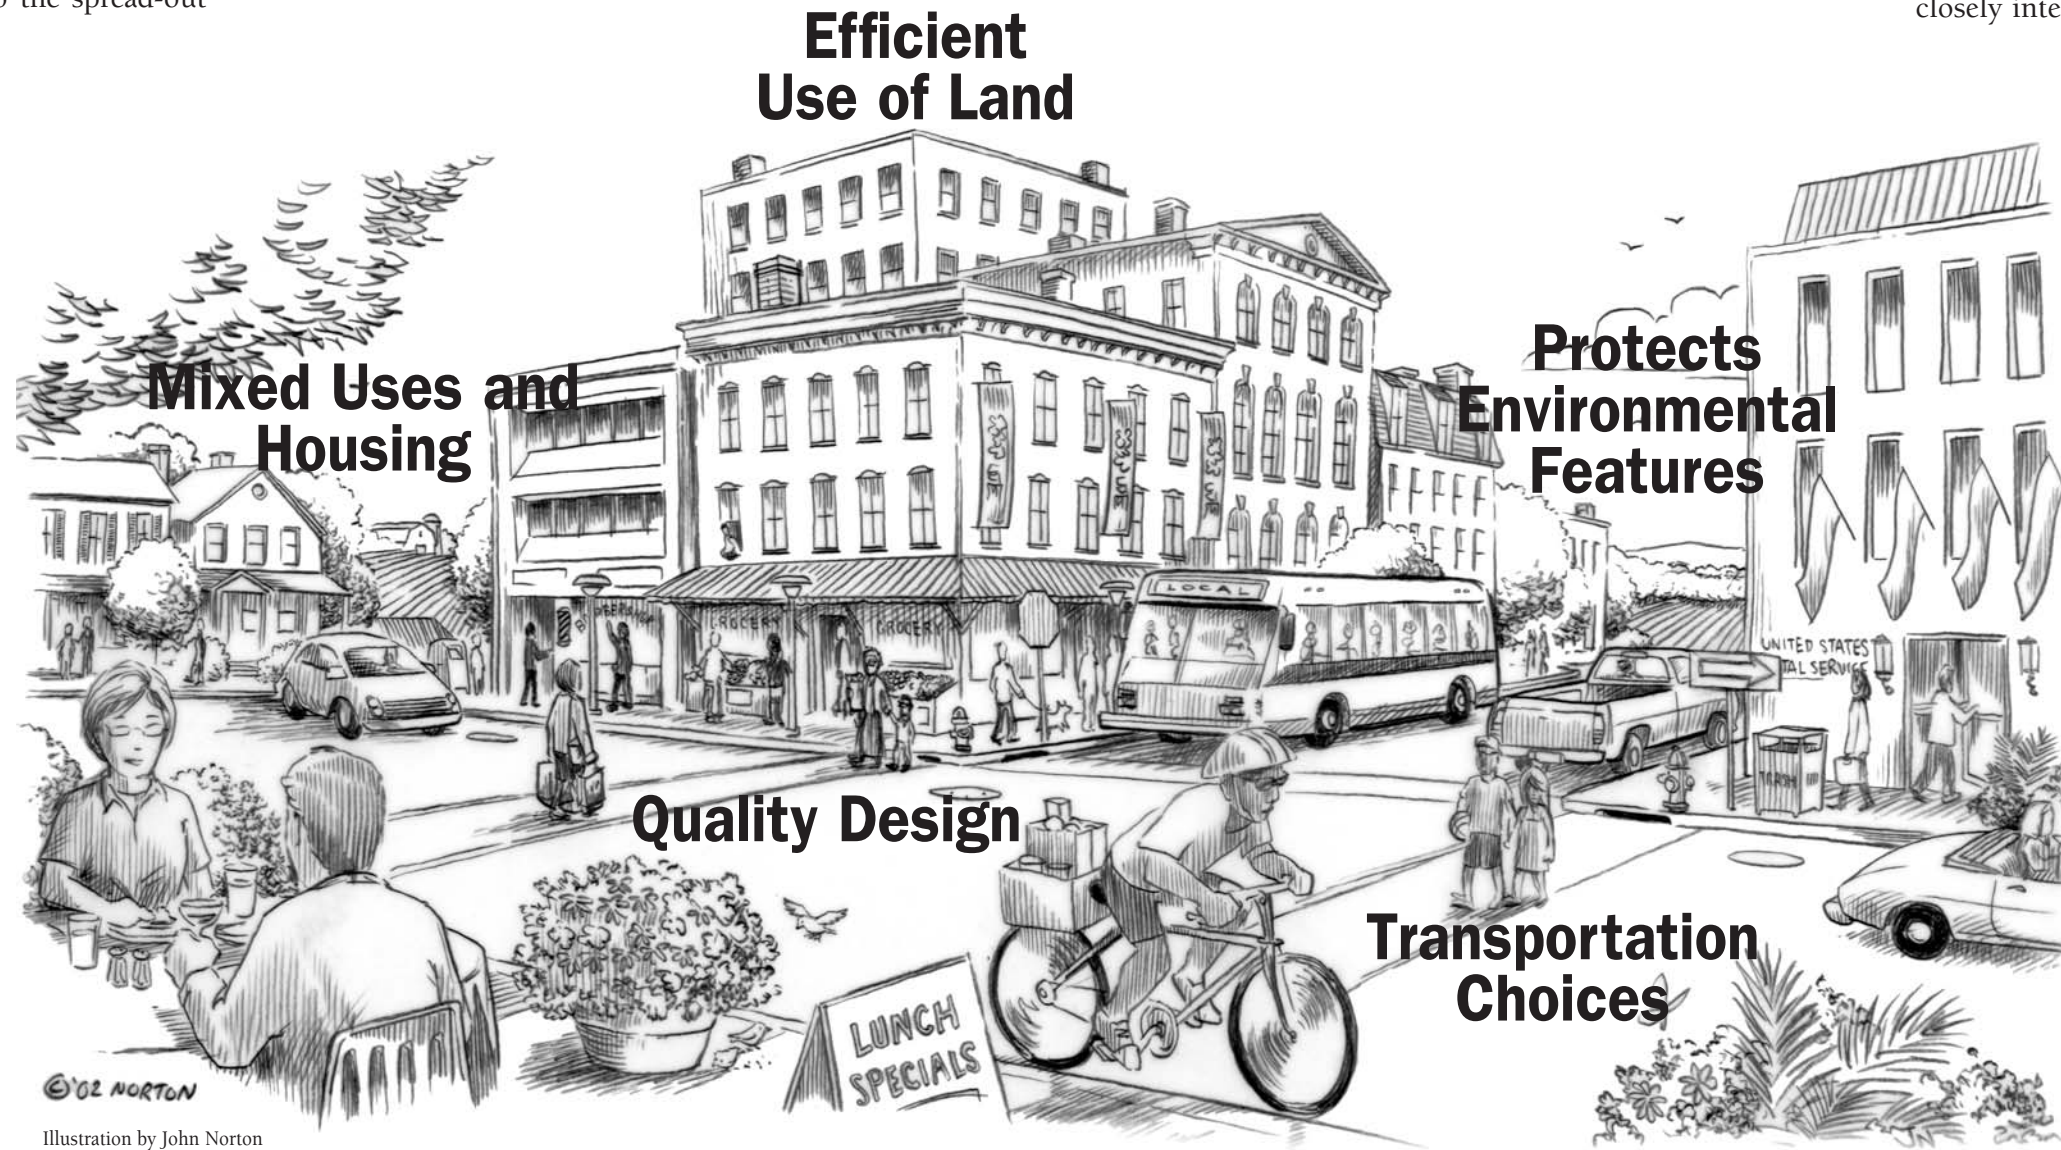 the spread-out
closely inte
Efficient
Use of Land
Mixed Uses and
Housing
Protects
Environmental
Features
LOCAL
GROCERY
GROCERY
UNITED STATES
TAL SERVICE
TRASH
Quality Design
Transportation
Choices
LUNCH
SPECIALS
©'02 NORTON
Illustration by John Norton